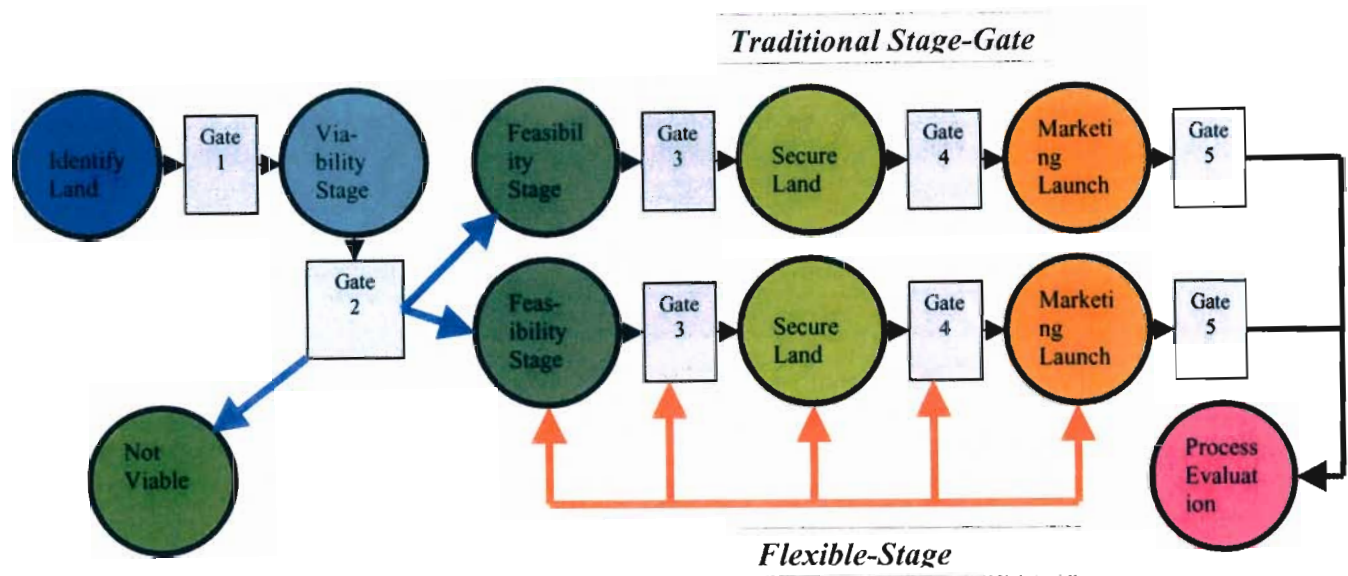 Traditional Stage-Gate
Identify
Land
Gate
1
Via-
bility
Stage
Feasibil
ity
Stage
Gate
3
Secure
Land
Gate
4
Marketi
ng
Launch
Gate
5
Gate
2
Feas-
ibility
Stage
Gate
3
Secure
Land
Gate
4
Marketi
ng
Launch
Gate
5
Not
Viable
Process
Evaluat
ion
Flexible-Stage